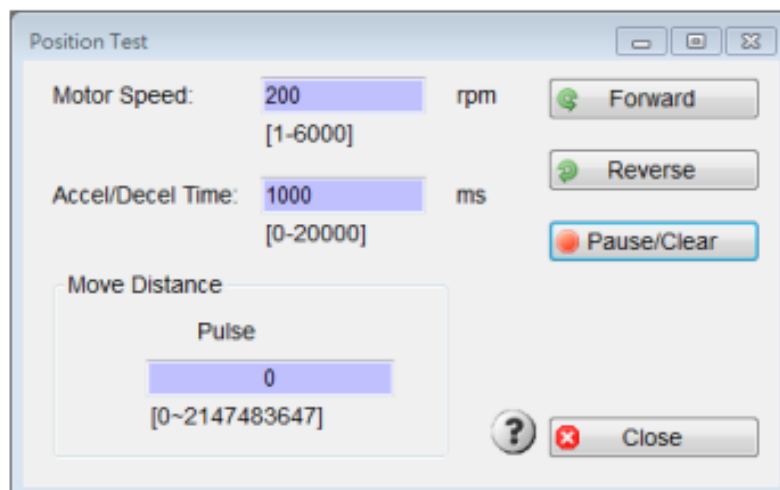 Position Test
Motor Speed: 200 rpm
[1-6000]
Accel/Decel Time: 1000 ms
[0-20000]
Move Distance
Pulse
0
[0~2147483647]
Forward
Reverse
Pause/Clear
?
Close